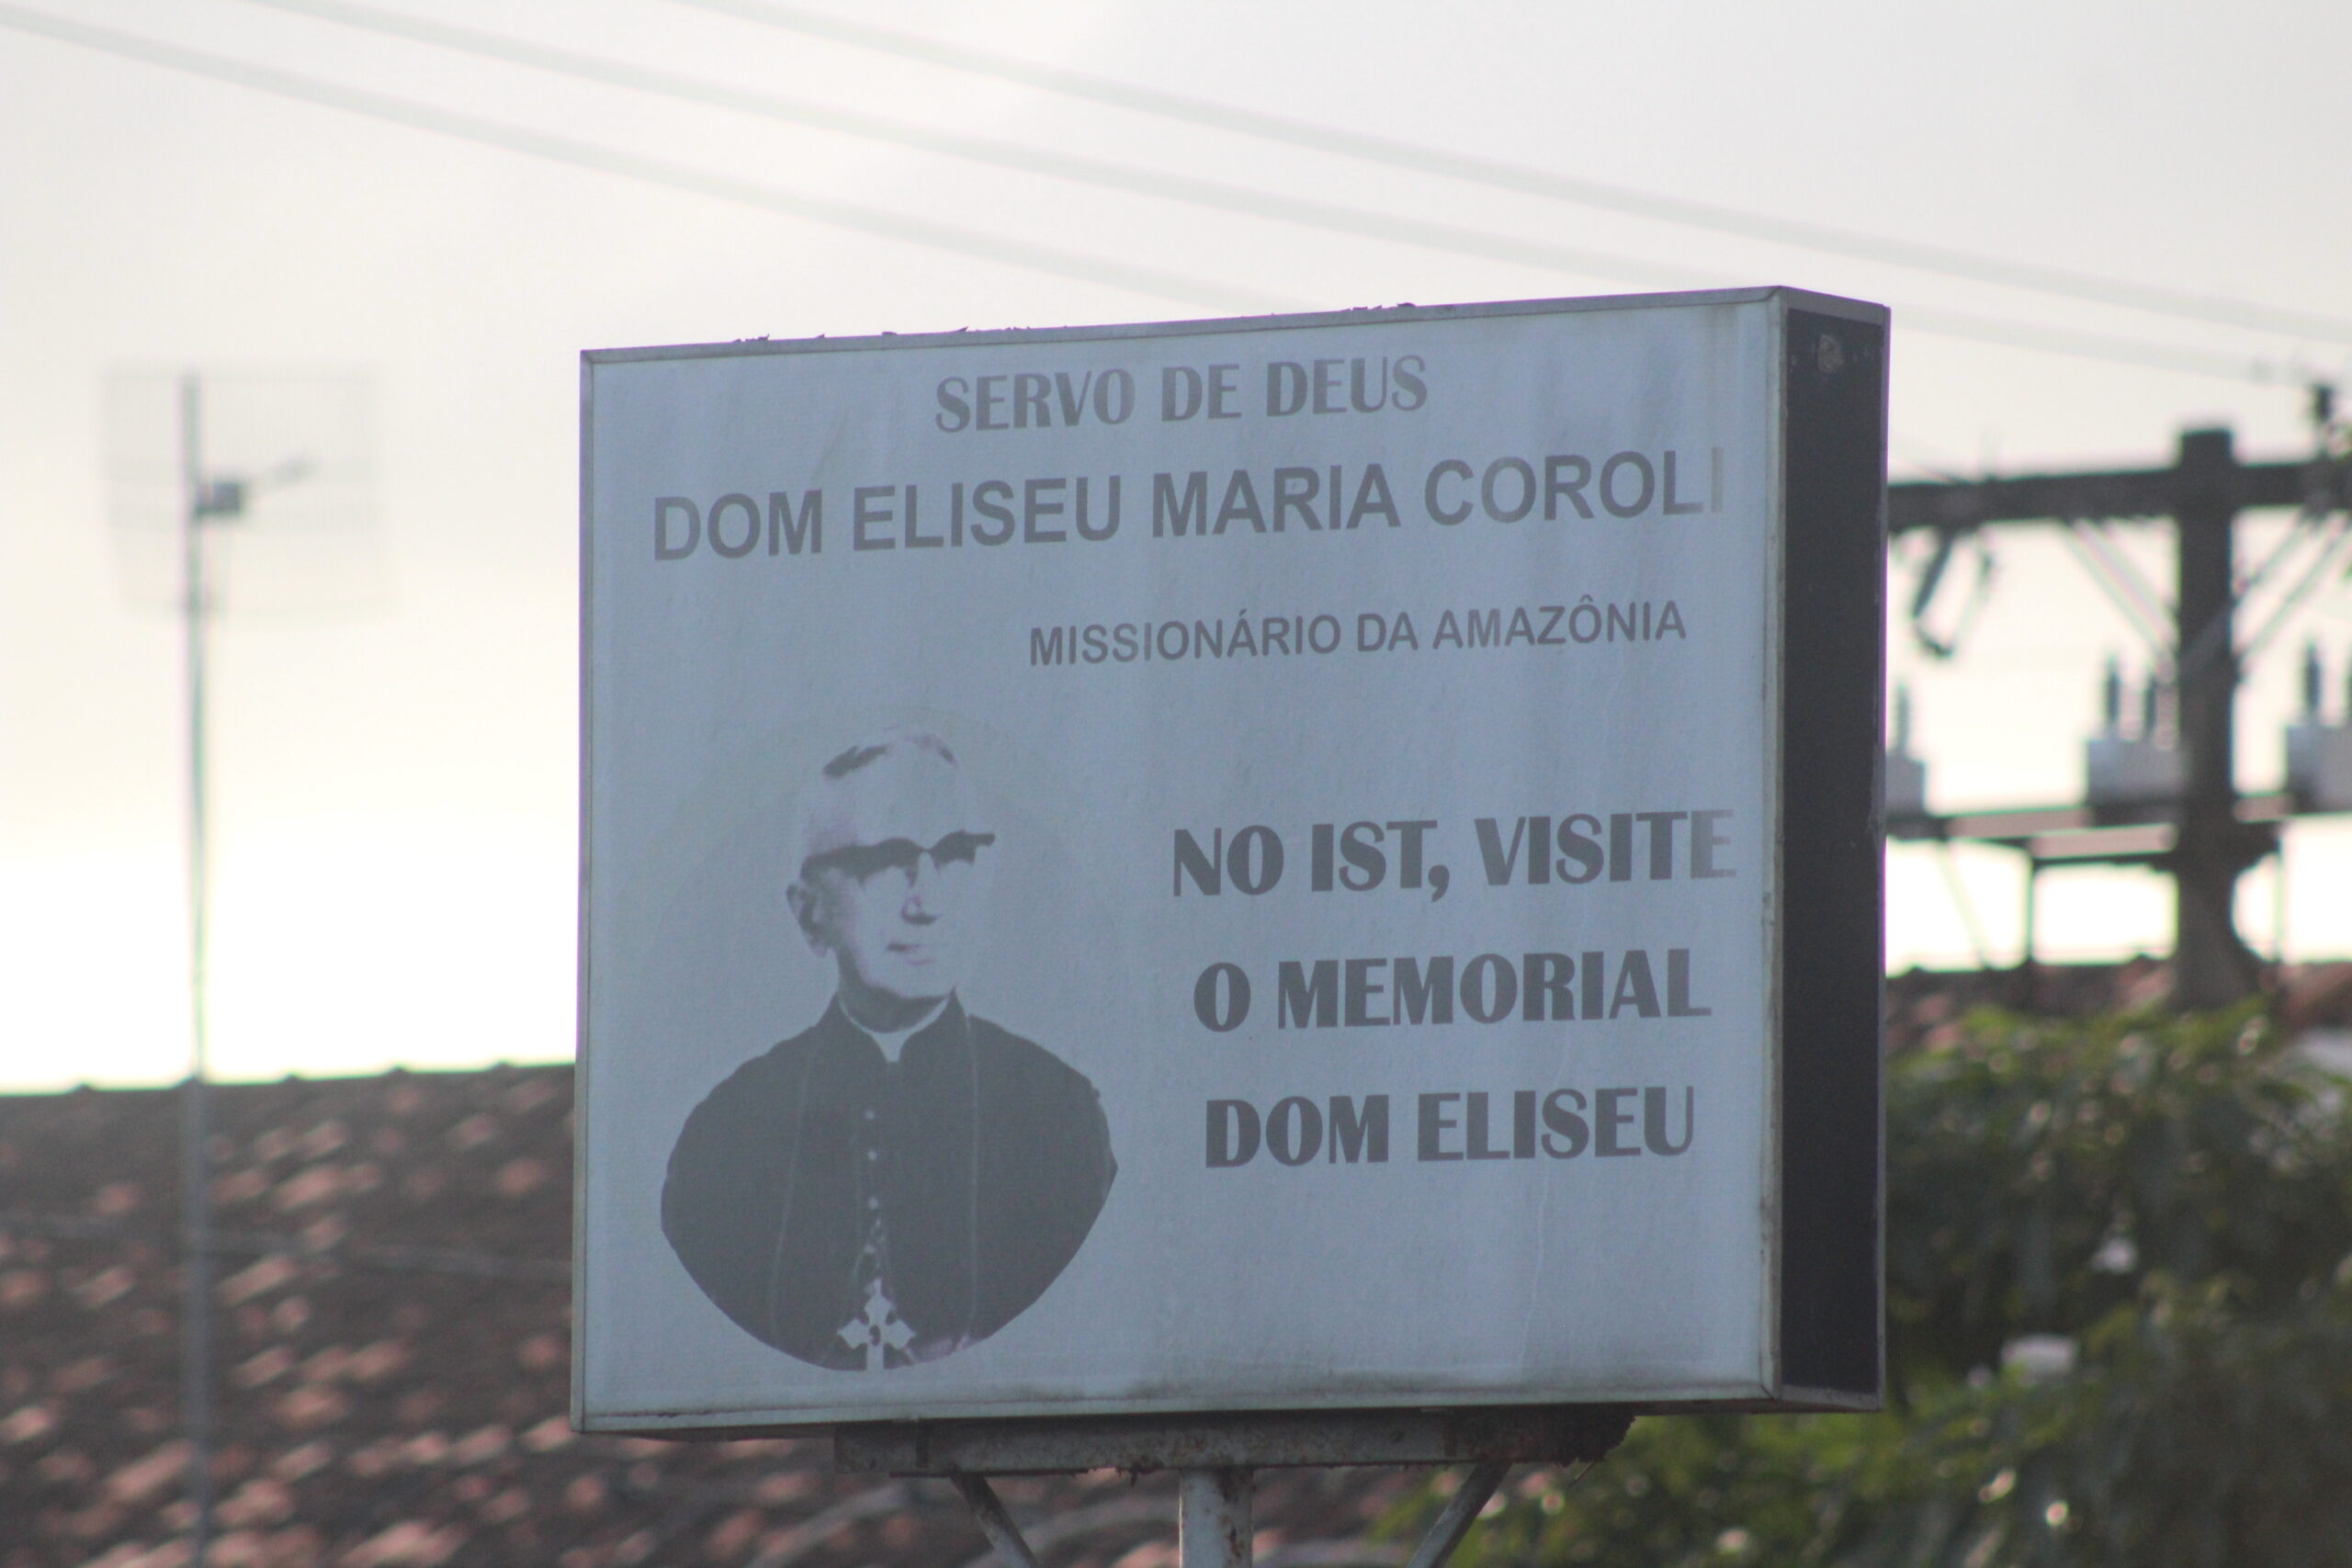 SERVO DE DEUS
DOM ELISEU MARIA COROLI
MISSIONÁRIO DA AMAZÔNIA
NO IST, VISITE
O MEMORIAL
DOM ELISEU